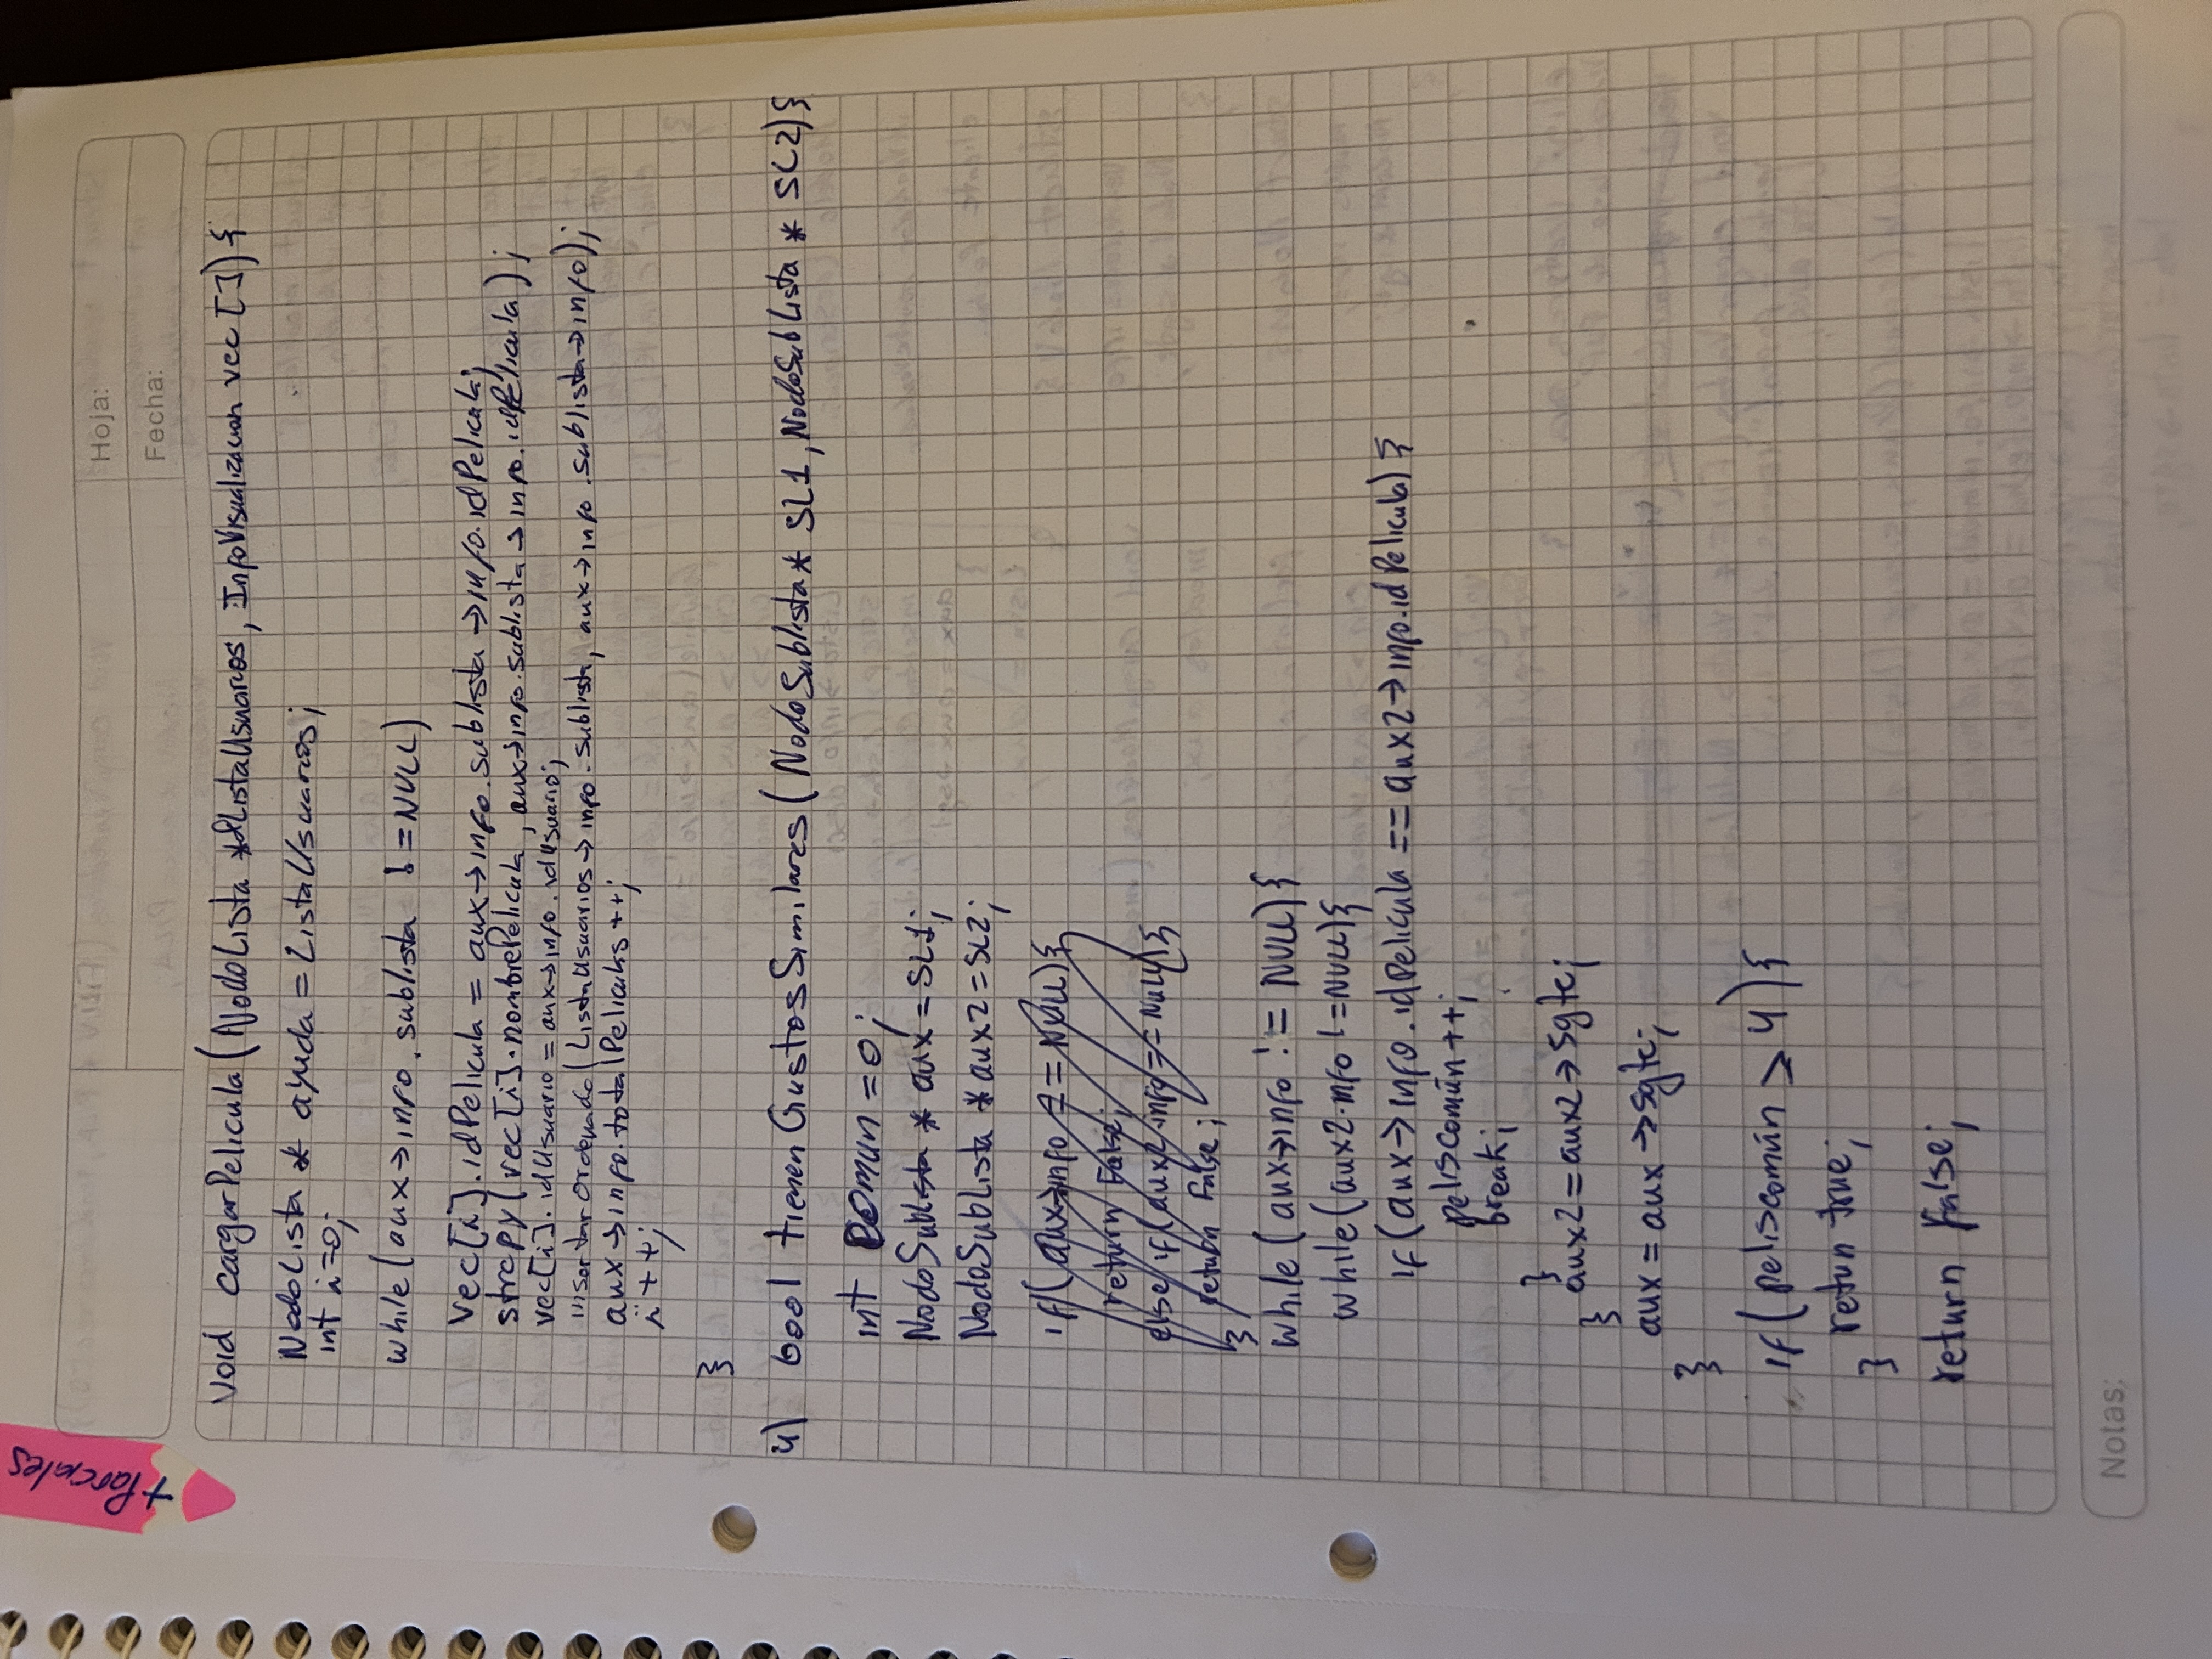 +Parciales
Hoja:
Fecha:
void cargarPelicula (NodoLista *&ListaUsuarios, InfoVisualizacion vec []) {
NodoLista * ayuda = ListaUsuarios;
int i=0;
while (aux->info.sublista != NULL)
vec[i].idPelicula = aux->info.sublista->info.idPelicula;
strcpy (vec[i].nombrePelicula, aux->info.sublista->info.idPelicula);
vec[i].idUsuario = aux->info.idUsuario;
insertarOrdenado (ListaUsuarios->info.sublista, aux->info.sublista->info);
aux->info.totalPeliculas ++;
i++;
}
4) bool tienenGustosSimilares (NodoSublista* SL1, NodoSubLista * SL2){
int comun = 0;
NodoSubLista * aux = SL1;
NodoSubLista * aux2 = SL2;
if (aux->info == NULL){
return False;
else if (aux2.info == NULL){
return False;
}
while (aux->info != NULL){
while (aux2.info != NULL){
if (aux->info.idPelicula == aux2->info.idPelicula) {
peliscomún++;
break;
}
aux2 = aux2->sgte;
}
aux = aux->sgte;
}
if (peliscomún > 4){
retun true;
}
return False;
Notas: